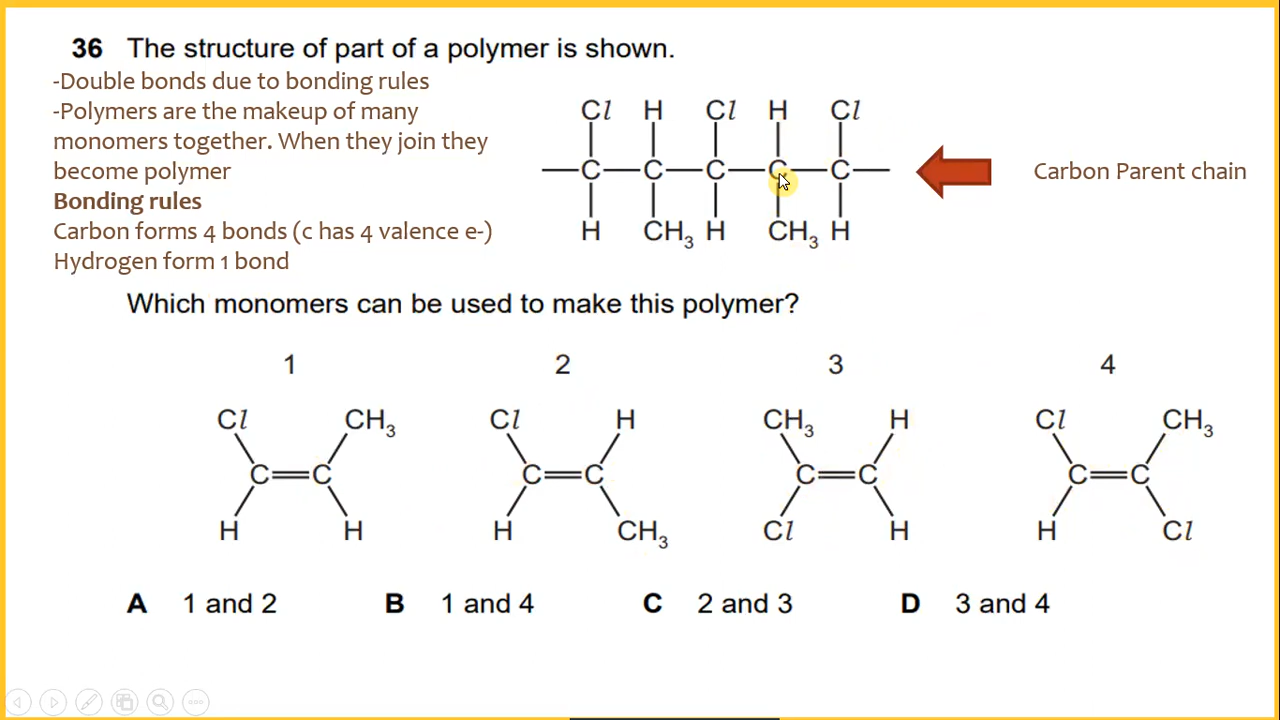 36 The structure of part of a polymer is shown.
-Double bonds due to bonding rules
-Polymers are the makeup of many
monomers together. When they join they
become polymer
Bonding rules
Carbon forms 4 bonds (c has 4 valence e-)
Hydrogen form 1 bond
Cl H Cl H Cl
C C C C C
H CH3 H CH3 H
Carbon Parent chain
Which monomers can be used to make this polymer?
1 2 3 4
Cl CH3 Cl H CH3 H Cl CH3
C C C C C C C C
H H H CH3 Cl H H Cl
A 1 and 2 B 1 and 4 C 2 and 3 D 3 and 4